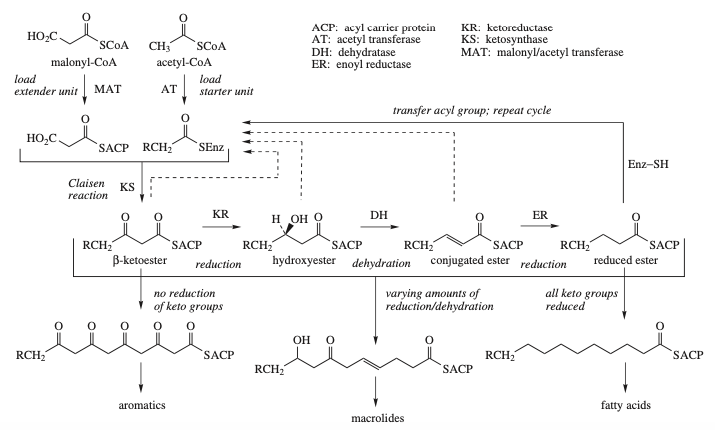 ACP: acyl carrier protein
AT: acetyl transferase
DH: dehydratase
ER: enoyl reductase
KR: ketoreductase
KS: ketosynthase
MAT: malonyl/acetyl transferase
O
HO₂C
SCoA
malonyl-CoA
O
CH₃
SCoA
acetyl-CoA
load
extender unit
MAT
AT
load
starter unit
transfer acyl group; repeat cycle
O
HO₂C
SACP
O
RCH₂
SEnz
Enz–SH
Claisen
reaction
KS
O O
RCH₂
SACP
β-ketoester
KR
reduction
H OH O
RCH₂
SACP
hydroxyester
DH
dehydration
O
RCH₂
SACP
conjugated ester
ER
reduction
O
RCH₂
SACP
reduced ester
no reduction
of keto groups
varying amounts of
reduction/dehydration
all keto groups
reduced
O O O O O
RCH₂
SACP
OH O O
RCH₂
SACP
O
RCH₂
SACP
aromatics
macrolides
fatty acids